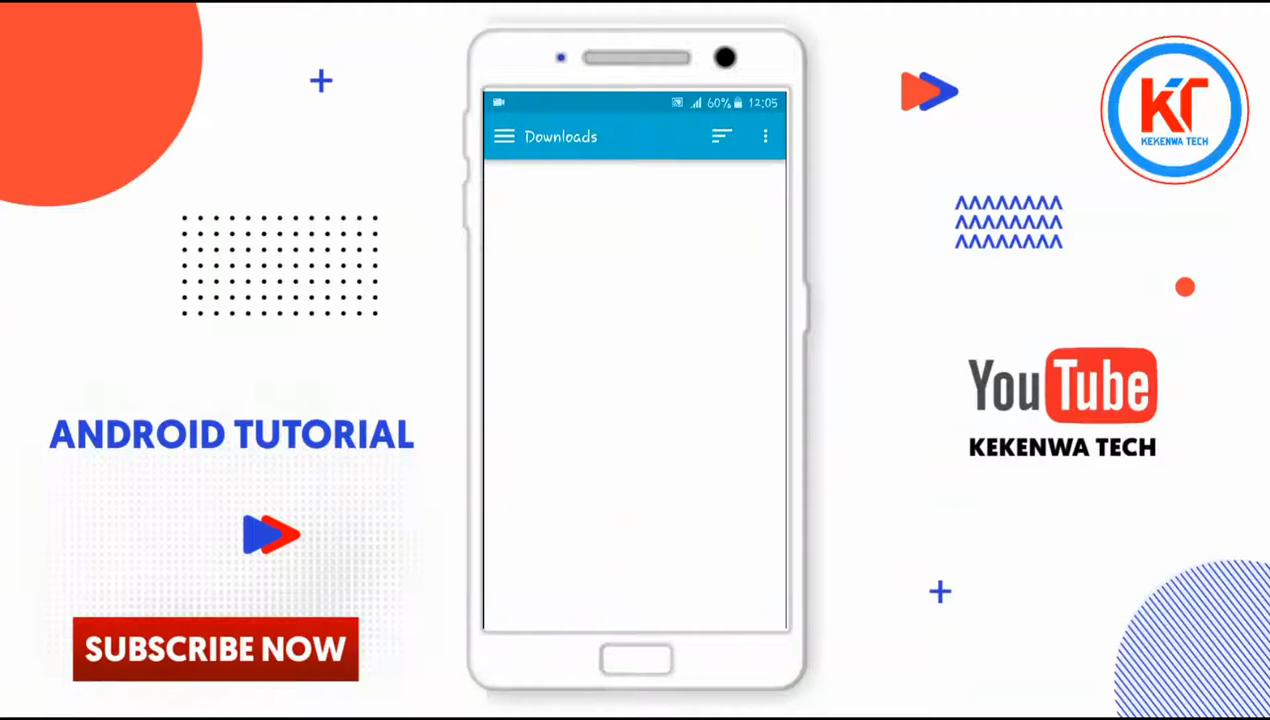 KT
KEKENWA TECH
60% 12:05
Downloads
YouTube
KEKENWA TECH
ANDROID TUTORIAL
SUBSCRIBE NOW